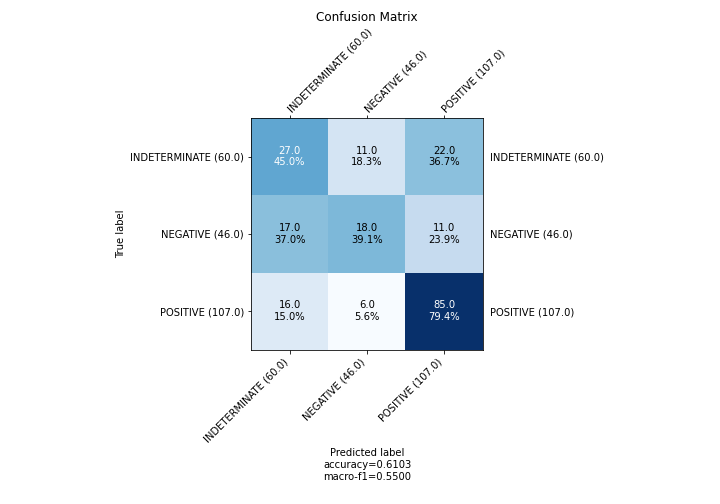 Confusion Matrix
INDETERMINATE (60.0)
NEGATIVE (46.0)
POSITIVE (107.0)
True label
INDETERMINATE (60.0)
27.0
45.0%
11.0
18.3%
22.0
36.7%
INDETERMINATE (60.0)
NEGATIVE (46.0)
17.0
37.0%
18.0
39.1%
11.0
23.9%
NEGATIVE (46.0)
POSITIVE (107.0)
16.0
15.0%
6.0
5.6%
85.0
79.4%
POSITIVE (107.0)
INDETERMINATE (60.0)
NEGATIVE (46.0)
POSITIVE (107.0)
Predicted label
accuracy=0.6103
macro-f1=0.5500